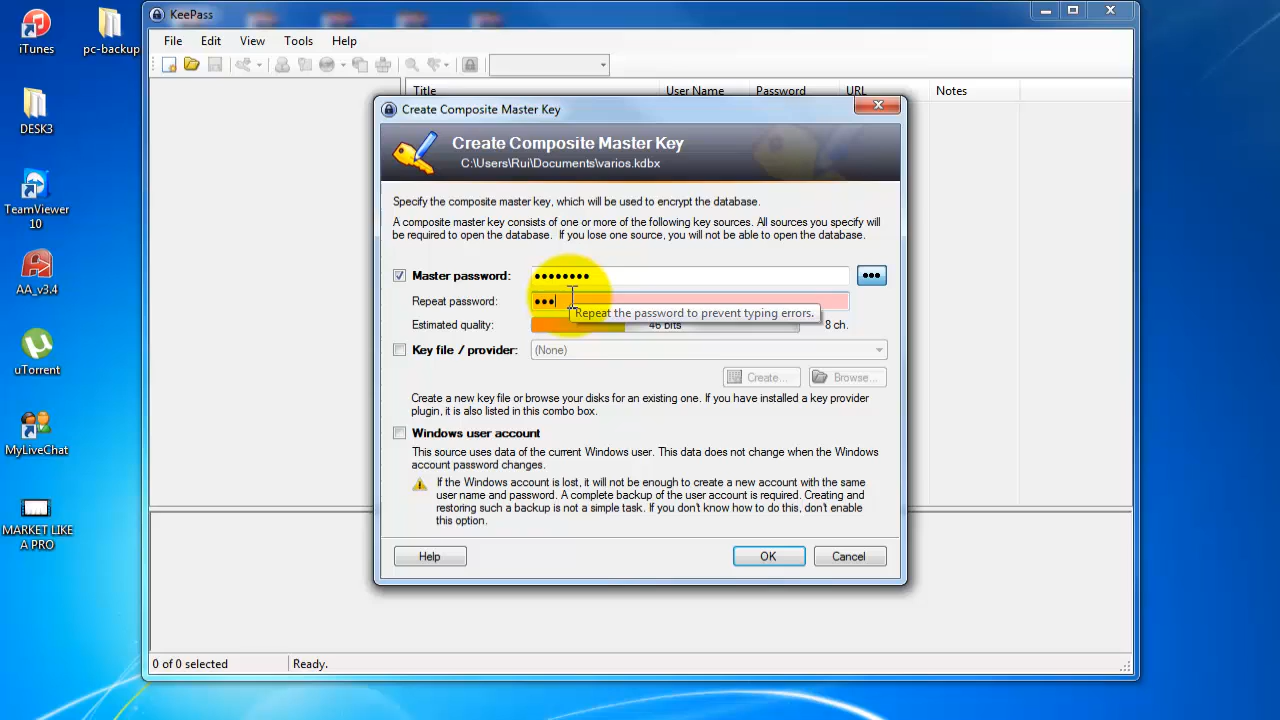 KeePass
iTunes
pc-backup
File Edit View Tools Help
Title User Name Password URL Notes
DESK3
TeamViewer
10
AA_v3.4
uTorrent
MyLiveChat
MARKET LIKE
A PRO
Create Composite Master Key
Create Composite Master Key
C:\Users\Rui\Documents\varios.kdbx
Specify the composite master key, which will be used to encrypt the database.
A composite master key consists of one or more of the following key sources. All sources you specify will
be required to open the database. If you lose one source, you will not be able to open the database.
Master password: ●●●●●●●●
Repeat password: ●●●
Repeat the password to prevent typing errors.
Estimated quality: 46 bits 8 ch.
Key file / provider: (None)
Create... Browse...
Create a new key file or browse your disks for an existing one. If you have installed a key provider
plugin, it is also listed in this combo box.
Windows user account
This source uses data of the current Windows user. This data does not change when the Windows
account password changes.
If the Windows account is lost, it will not be enough to create a new account with the same
user name and password. A complete backup of the user account is required. Creating and
restoring such a backup is not a simple task. If you don't know how to do this, don't enable
this option.
Help OK Cancel
0 of 0 selected Ready.